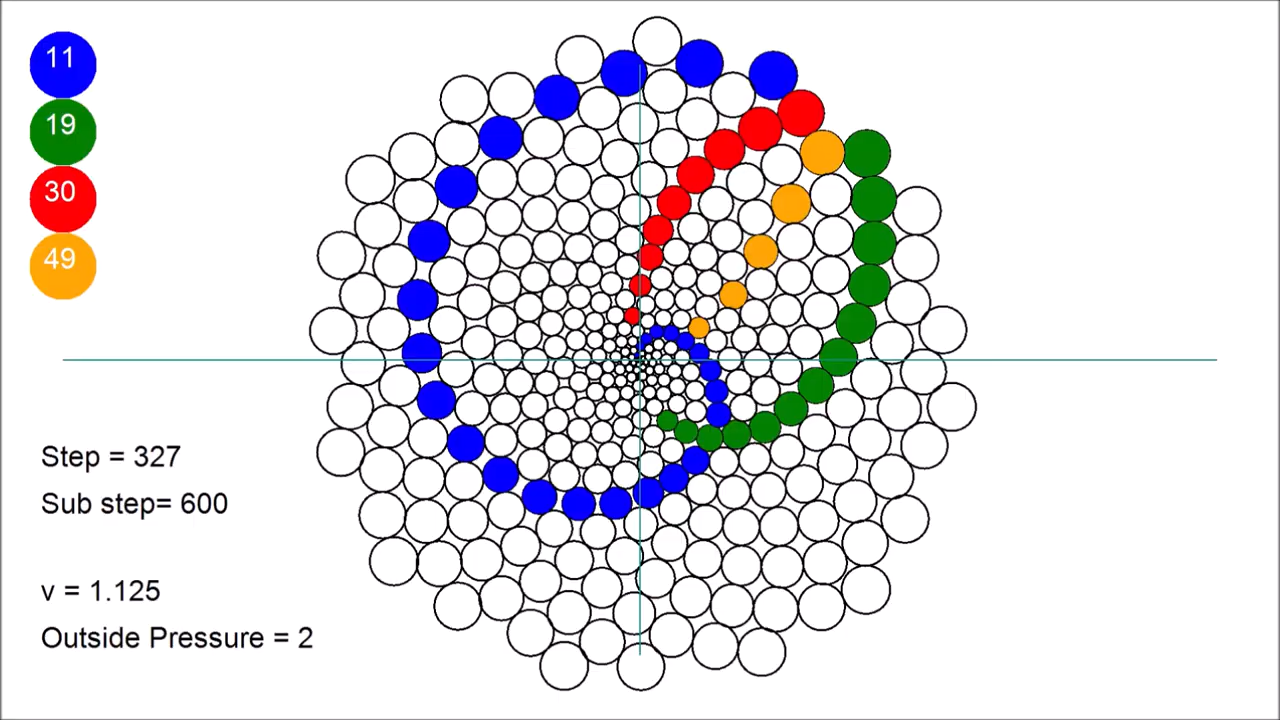 11
19
30
49
Step = 327
Sub step= 600
v = 1.125
Outside Pressure = 2